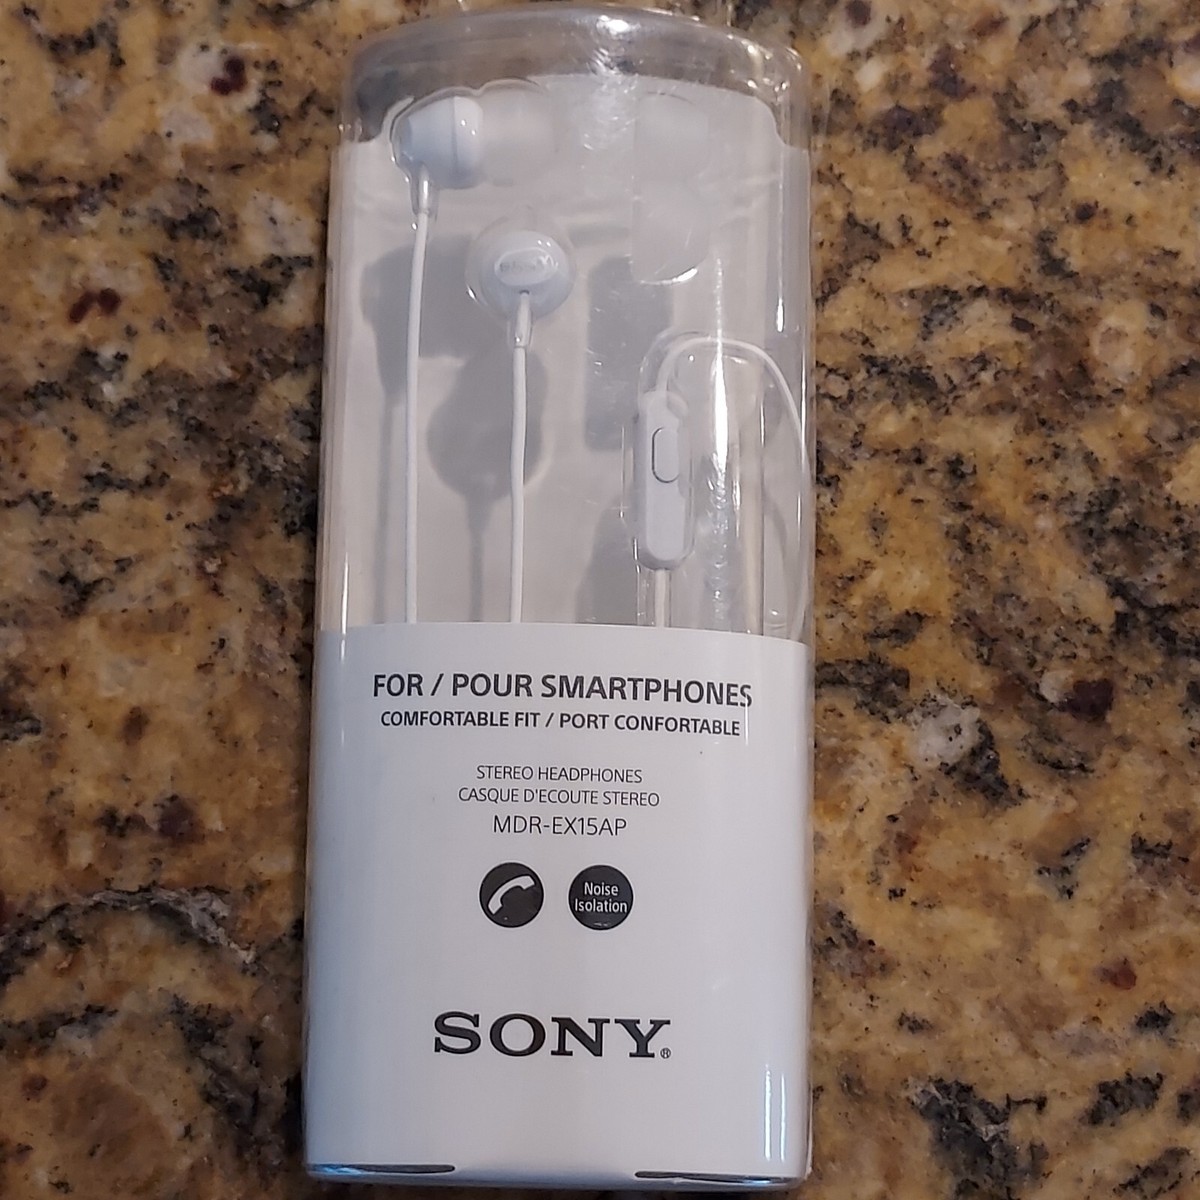 FOR / POUR SMARTPHONES
COMFORTABLE FIT / PORT CONFORTABLE
STEREO HEADPHONES
CASQUE D'ECOUTE STEREO
MDR-EX15AP
Noise
Isolation
SONY®